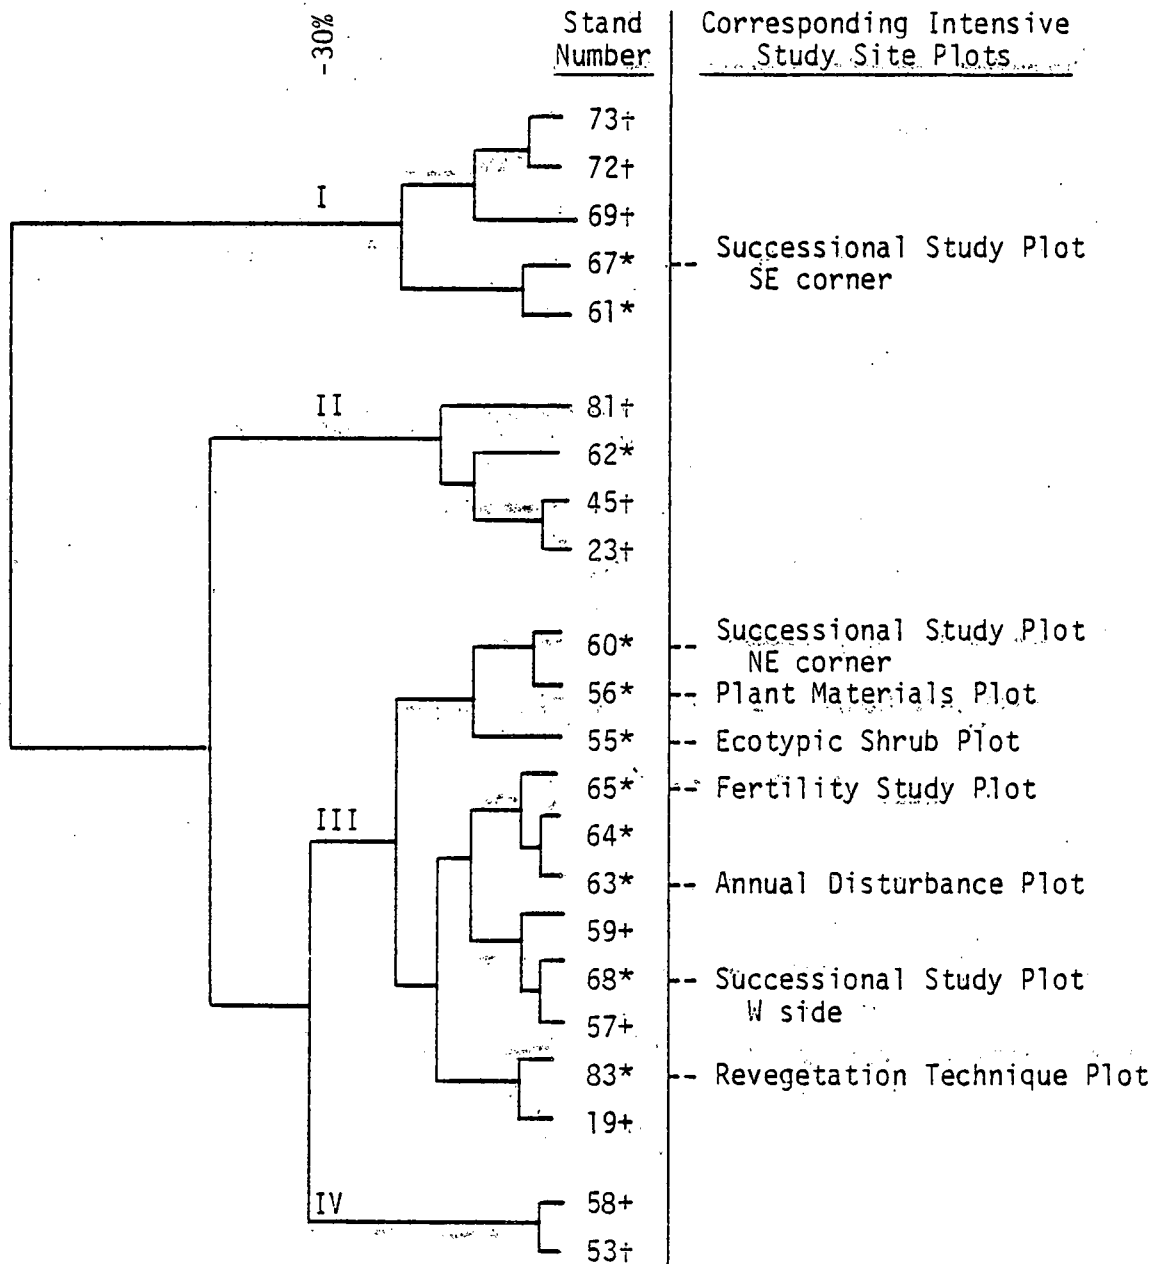 -30%
Stand
Number
Corresponding Intensive
Study Site Plots
73†
72†
I
69†
67* -- Successional Study Plot
SE corner
61*
II
81†
62*
45†
23†
60* -- Successional Study Plot
NE corner
56* -- Plant Materials Plot
55* -- Ecotypic Shrub Plot
65* -- Fertility Study Plot
III
64*
63* -- Annual Disturbance Plot
59+
68* -- Successional Study Plot
W side
57+
83* -- Revegetation Technique Plot
19+
IV
58+
53†